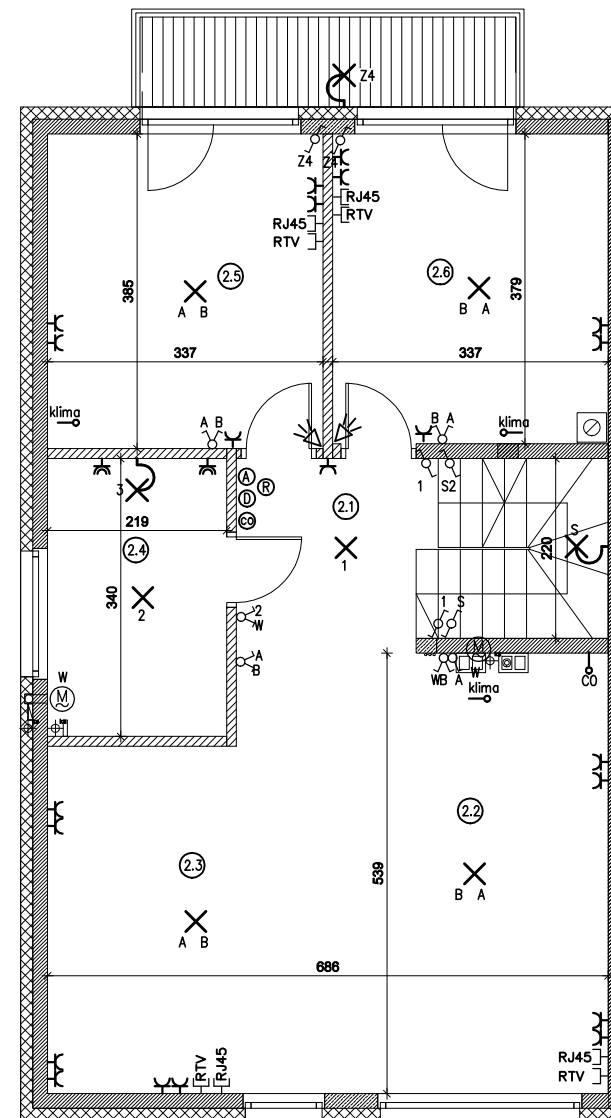 Z4
Z4 Z4
RJ45
RTV
RJ45
RTV
2.5
2.6
385
A B
B A
379
337
337
klima
klima
A B
B A
1 S2
A
R
D
co
3
2.1
219
2.4
1
220
S
340
2
2
W
1 S
A
B
M
W
WB A
W
klima
CO
M
2.2
2.3
539
B A
A B
686
RTV
RJ45
RJ45
RTV